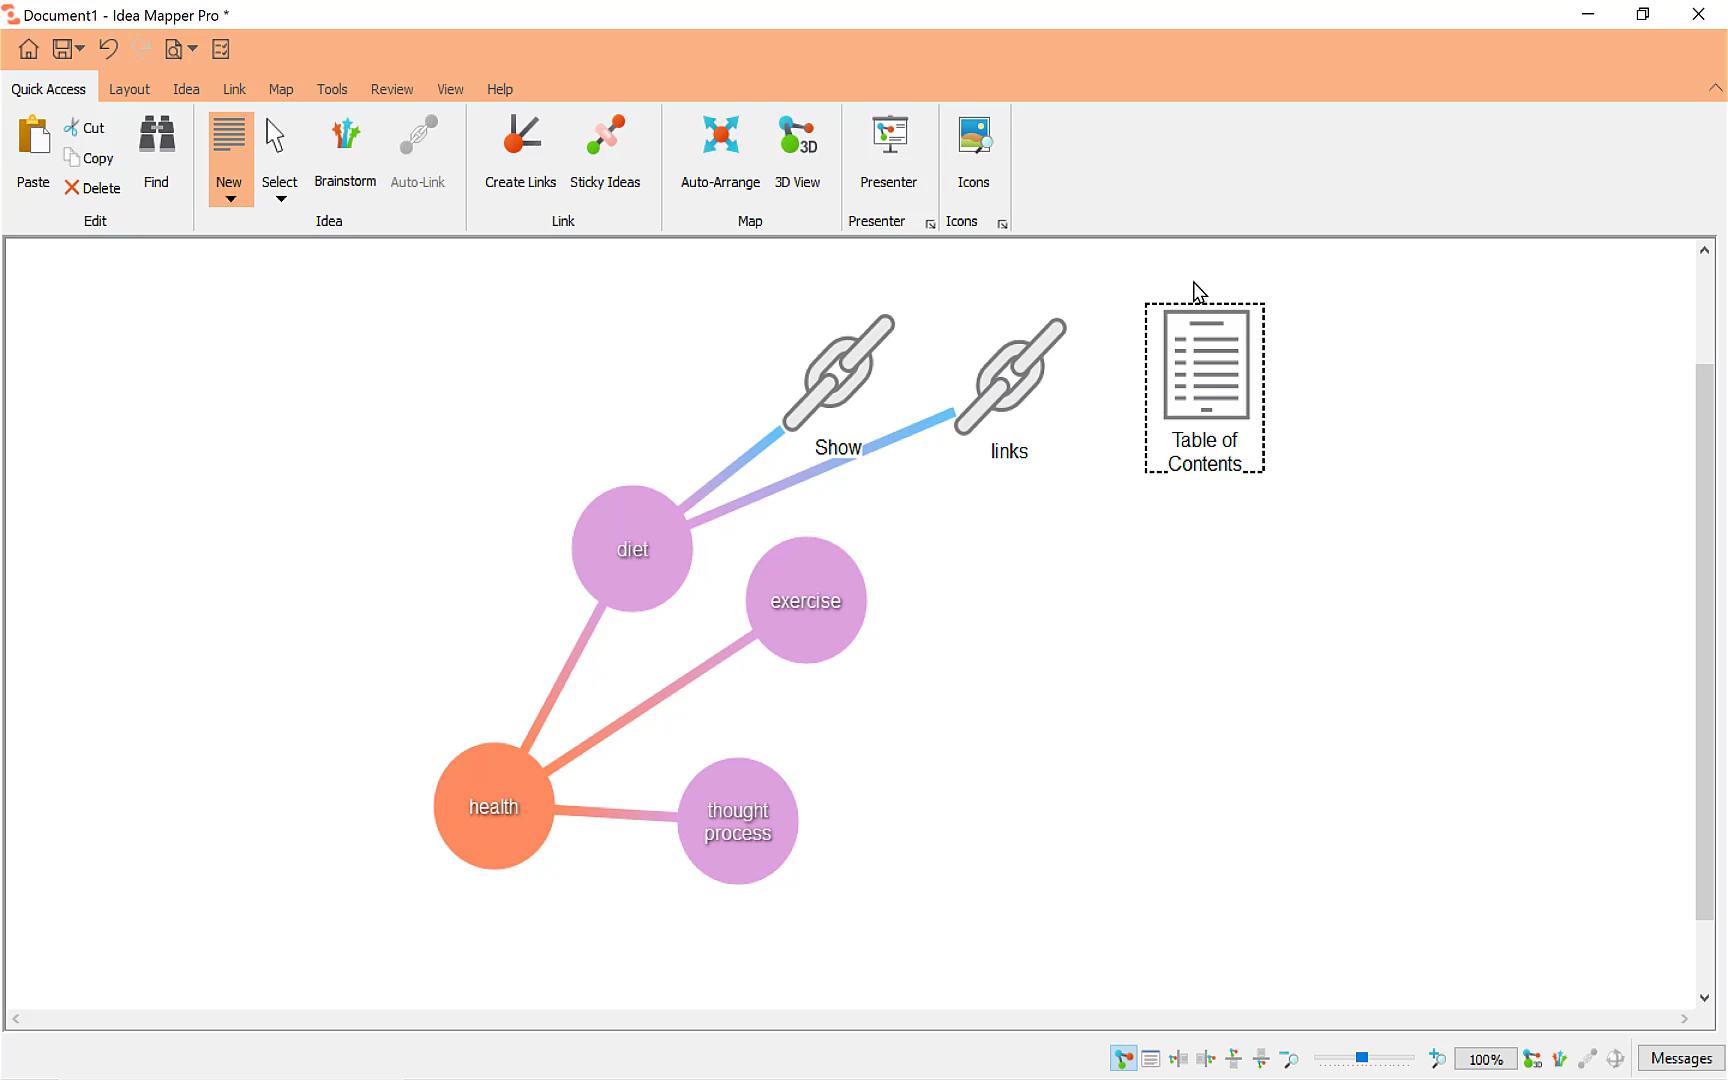 Document1 - Idea Mapper Pro *
Quick Access Layout Idea Link Map Tools Review View Help
Paste
Cut
Copy
Delete
Find
Edit
New
Select
Brainstorm
Auto-Link
Idea
Create Links
Sticky Ideas
Link
Auto-Arrange
3D
3D View
Map
Presenter
Presenter
Icons
Icons
Show
links
Table of
Contents
diet
exercise
health
thought
process
100%
Messages